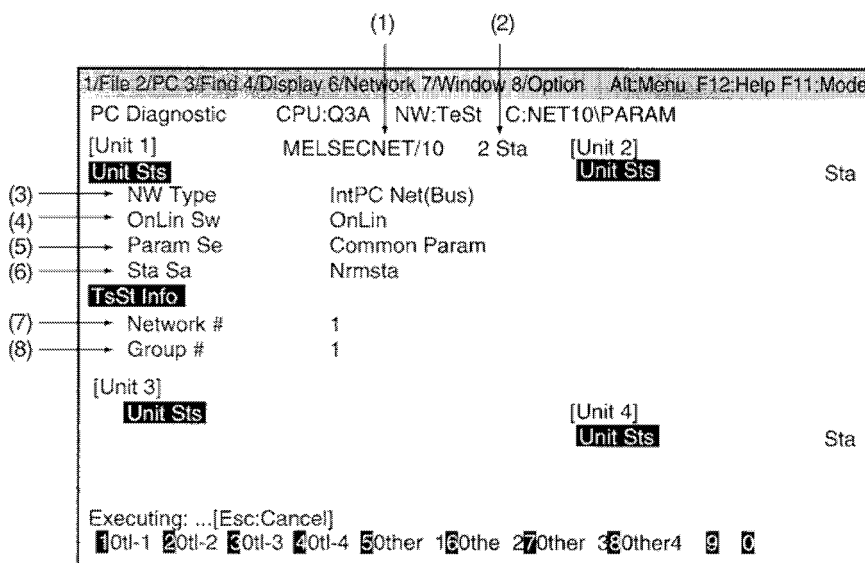 (1) (2)
1/File 2/PC 3/Find 4/Display 6/Network 7/Window 8/Option Alt:Menu F12:Help F11:Mode
PC Diagnostic CPU:Q3A NW:TeSt C:NET10\PARAM
[Unit 1] MELSECNET/10 2 Sta [Unit 2]
Unit Sts Unit Sts Sta
(3) NW Type IntPC Net(Bus)
(4) OnLin Sw OnLin
(5) Param Se Common Param
(6) Sta Sa Nrmsta
TsSt Info
(7) Network # 1
(8) Group # 1
[Unit 3]
Unit Sts [Unit 4]
Unit Sts Sta
Executing: ...[Esc:Cancel]
1Otl-1 2Otl-2 3Otl-3 4Otl-4 5Other 16Othe 27Other 38Other4 9 0